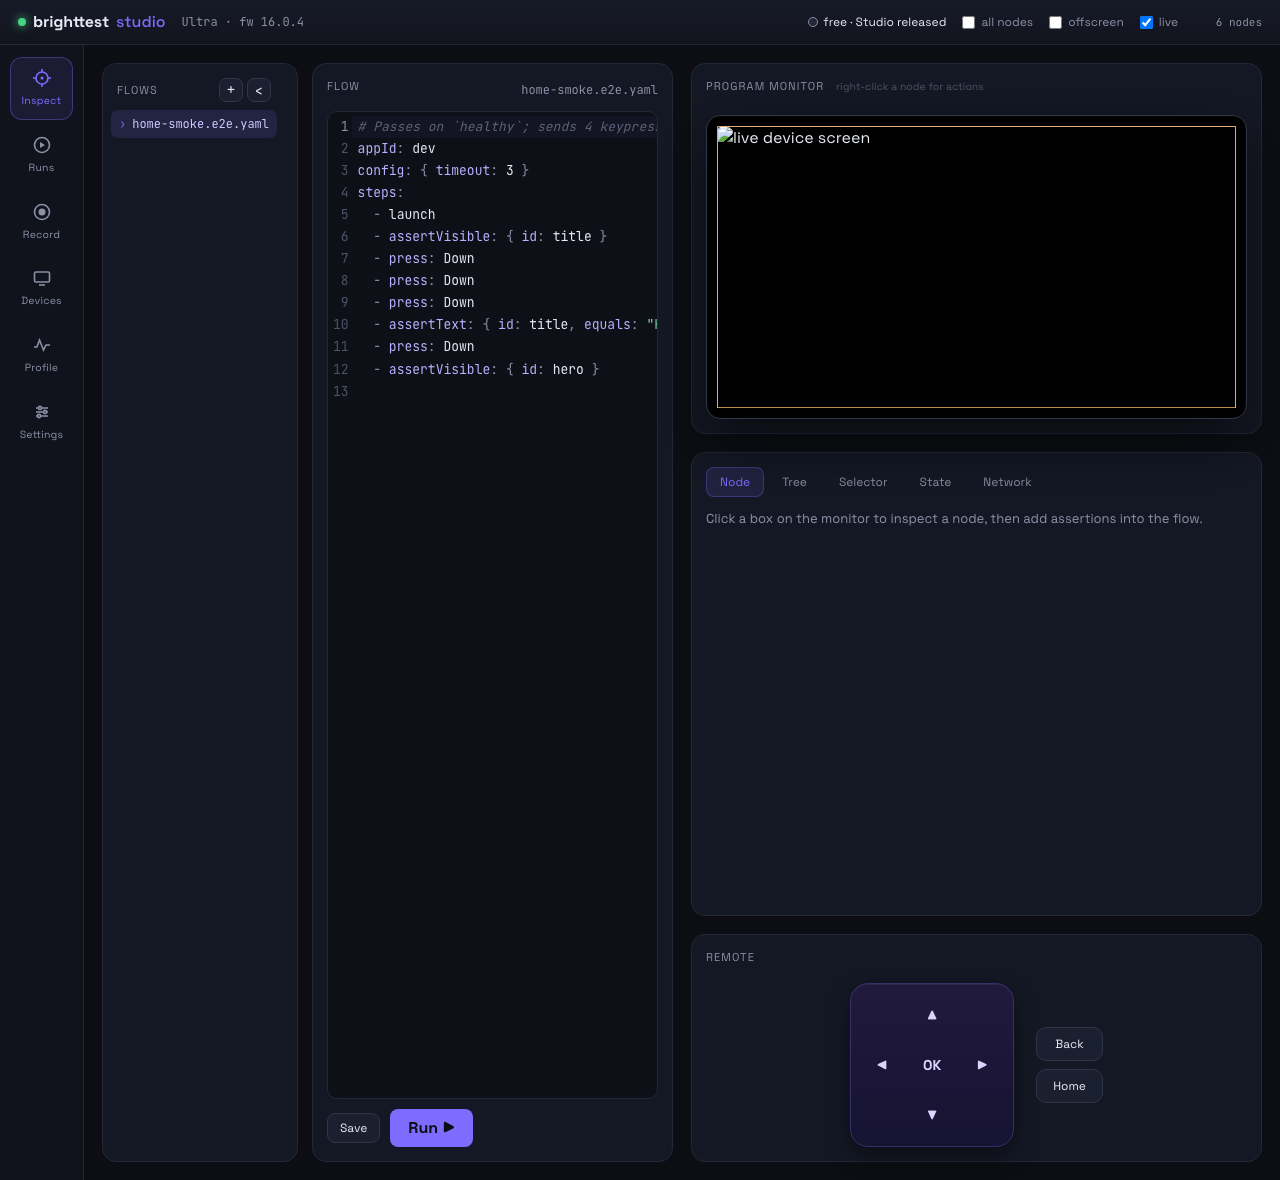 brighttest studio Ultra · fw 16.0.4 free · Studio released all nodes offscreen live 6 nodes
Inspect
Runs
Record
Devices
Profile
Settings
FLOWS + <
› home-smoke.e2e.yaml
FLOW home-smoke.e2e.yaml
1 # Passes on `healthy`; sends 4 keypres
2 appId: dev
3 config: { timeout: 3 }
4 steps:
5 - launch
6 - assertVisible: { id: title }
7 - press: Down
8 - press: Down
9 - press: Down
10 - assertText: { id: title, equals: "
11 - press: Down
12 - assertVisible: { id: hero }
13
Save Run ▶
PROGRAM MONITOR right-click a node for actions
live device screen
Node Tree Selector State Network
Click a box on the monitor to inspect a node, then add assertions into the flow.
REMOTE
▲
◀ OK ▶
▼
Back
Home